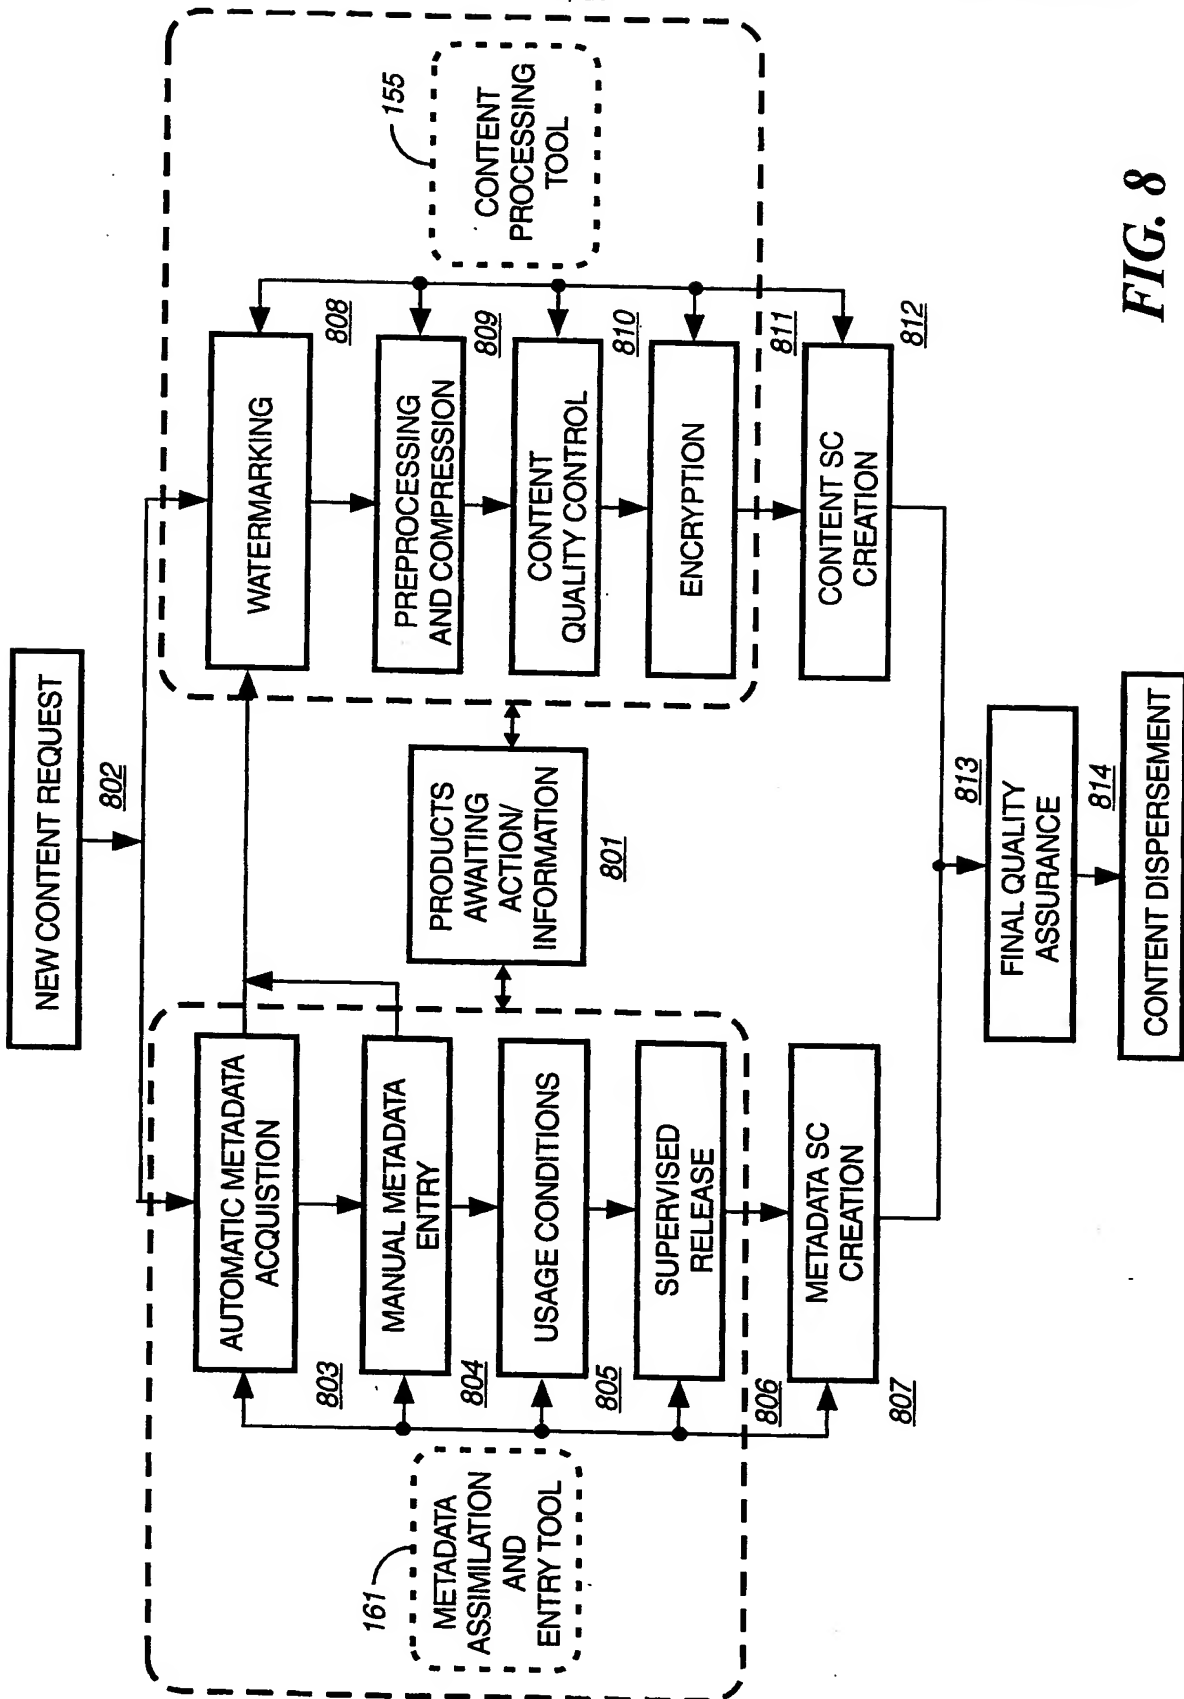 NEW CONTENT REQUEST
802
AUTOMATIC METADATA
ACQUISTION
803
MANUAL METADATA
ENTRY
804
USAGE CONDITIONS
805
SUPERVISED
RELEASE
806
METADATA SC
CREATION
807
161
METADATA
ASSIMILATION
AND
ENTRY TOOL
PRODUCTS
AWAITING
ACTION/
INFORMATION
801
WATERMARKING
808
PREPROCESSING
AND COMPRESSION
809
CONTENT
QUALITY CONTROL
810
ENCRYPTION
811
CONTENT SC
CREATION
812
155
CONTENT
PROCESSING
TOOL
813
FINAL QUALITY
ASSURANCE
814
CONTENT DISPERSEMENT
FIG. 8